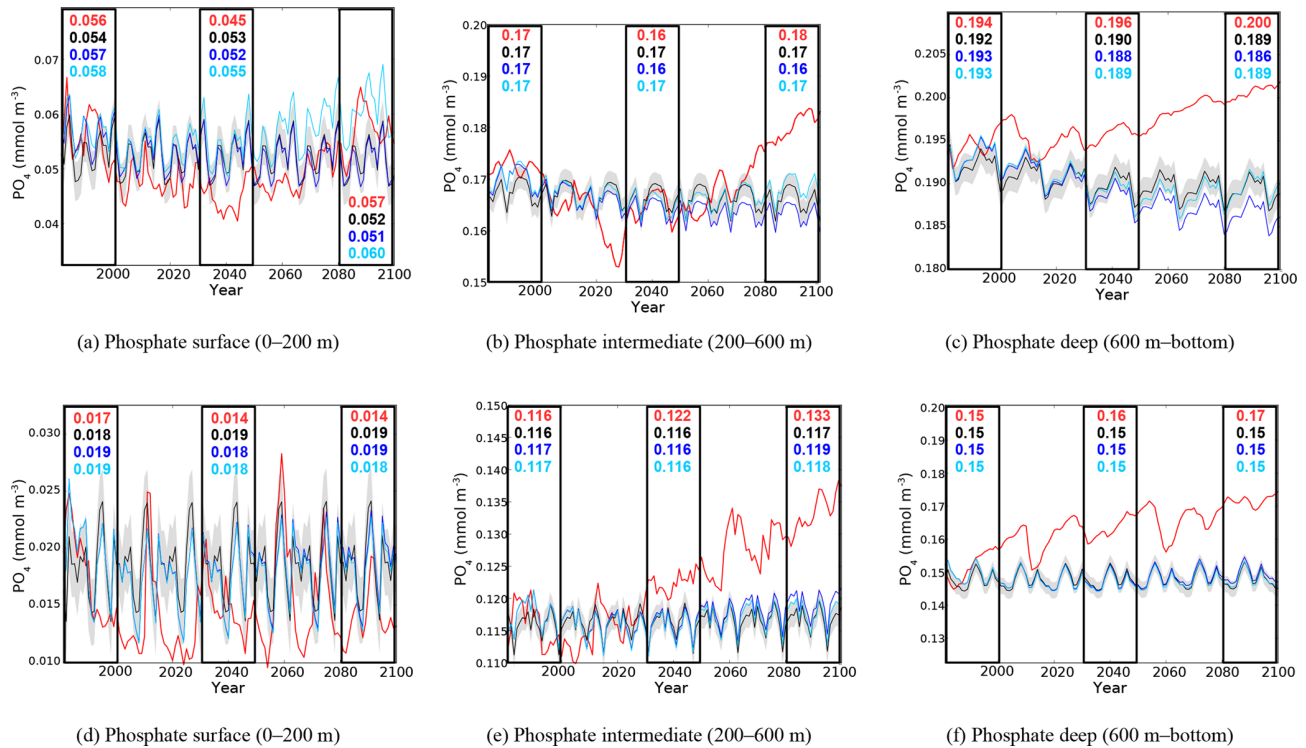 0.056 0.045
0.054 0.053
0.057 0.052
0.058 0.055
0.07
0.06
0.05
0.04
PO4 (mmol m−3)
0.057
0.052
0.051
0.060
2000 2020 2040 2060 2080 2100
Year
(a) Phosphate surface (0–200 m)
0.20
0.19
0.18
0.17
0.16
0.15
PO4 (mmol m−3)
0.17 0.16 0.18
0.17 0.17 0.17
0.17 0.16 0.16
0.17 0.17 0.17
2000 2020 2040 2060 2080 2100
Year
(b) Phosphate intermediate (200–600 m)
0.205
0.200
0.195
0.190
0.185
0.180
PO4 (mmol m−3)
0.194 0.196 0.200
0.192 0.190 0.189
0.193 0.188 0.186
0.193 0.189 0.189
2000 2020 2040 2060 2080 2100
Year
(c) Phosphate deep (600 m–bottom)
0.030
0.025
0.020
0.015
0.010
PO4 (mmol m−3)
0.017 0.014 0.014
0.018 0.019 0.019
0.019 0.018 0.019
0.019 0.018 0.018
2000 2020 2040 2060 2080 2100
Year
(d) Phosphate surface (0–200 m)
0.150
0.145
0.140
0.135
0.130
0.125
0.120
0.115
0.110
PO4 (mmol m−3)
0.116 0.122 0.133
0.116 0.116 0.117
0.117 0.116 0.119
0.117 0.116 0.118
2000 2020 2040 2060 2080 2100
Year
(e) Phosphate intermediate (200–600 m)
0.20
0.19
0.18
0.17
0.16
0.15
0.14
0.13
PO4 (mmol m−3)
0.15 0.16 0.17
0.15 0.15 0.15
0.15 0.15 0.15
0.15 0.15 0.15
2000 2020 2040 2060 2080 2100
Year
(f) Phosphate deep (600 m–bottom)